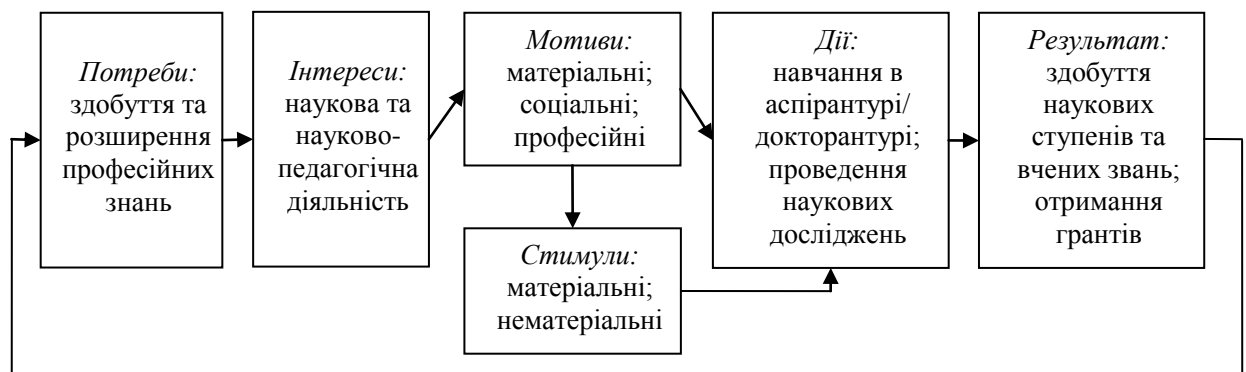 Потреби:
здобуття та
розширення
професійних
знань
Інтереси:
наукова та
науково-
педагогічна
діяльність
Мотиви:
матеріальні;
соціальні;
професійні
Стимули:
матеріальні;
нематеріальні
Дії:
навчання в
аспірантурі/
докторантурі;
проведення
наукових
досліджень
Результат:
здобуття
наукових
ступенів та
вчених звань;
отримання
грантів